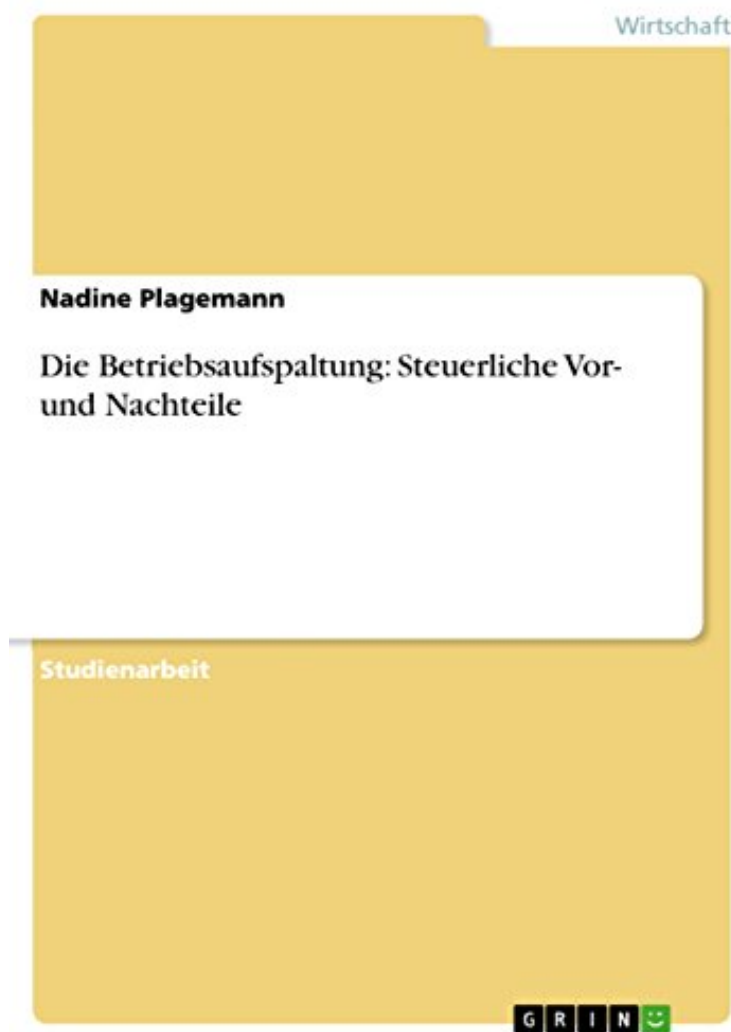 Wirtschaft
Nadine Plagemann
Die Betriebsaufspaltung: Steuerliche Vor-
und Nachteile
Studienarbeit
GRIN